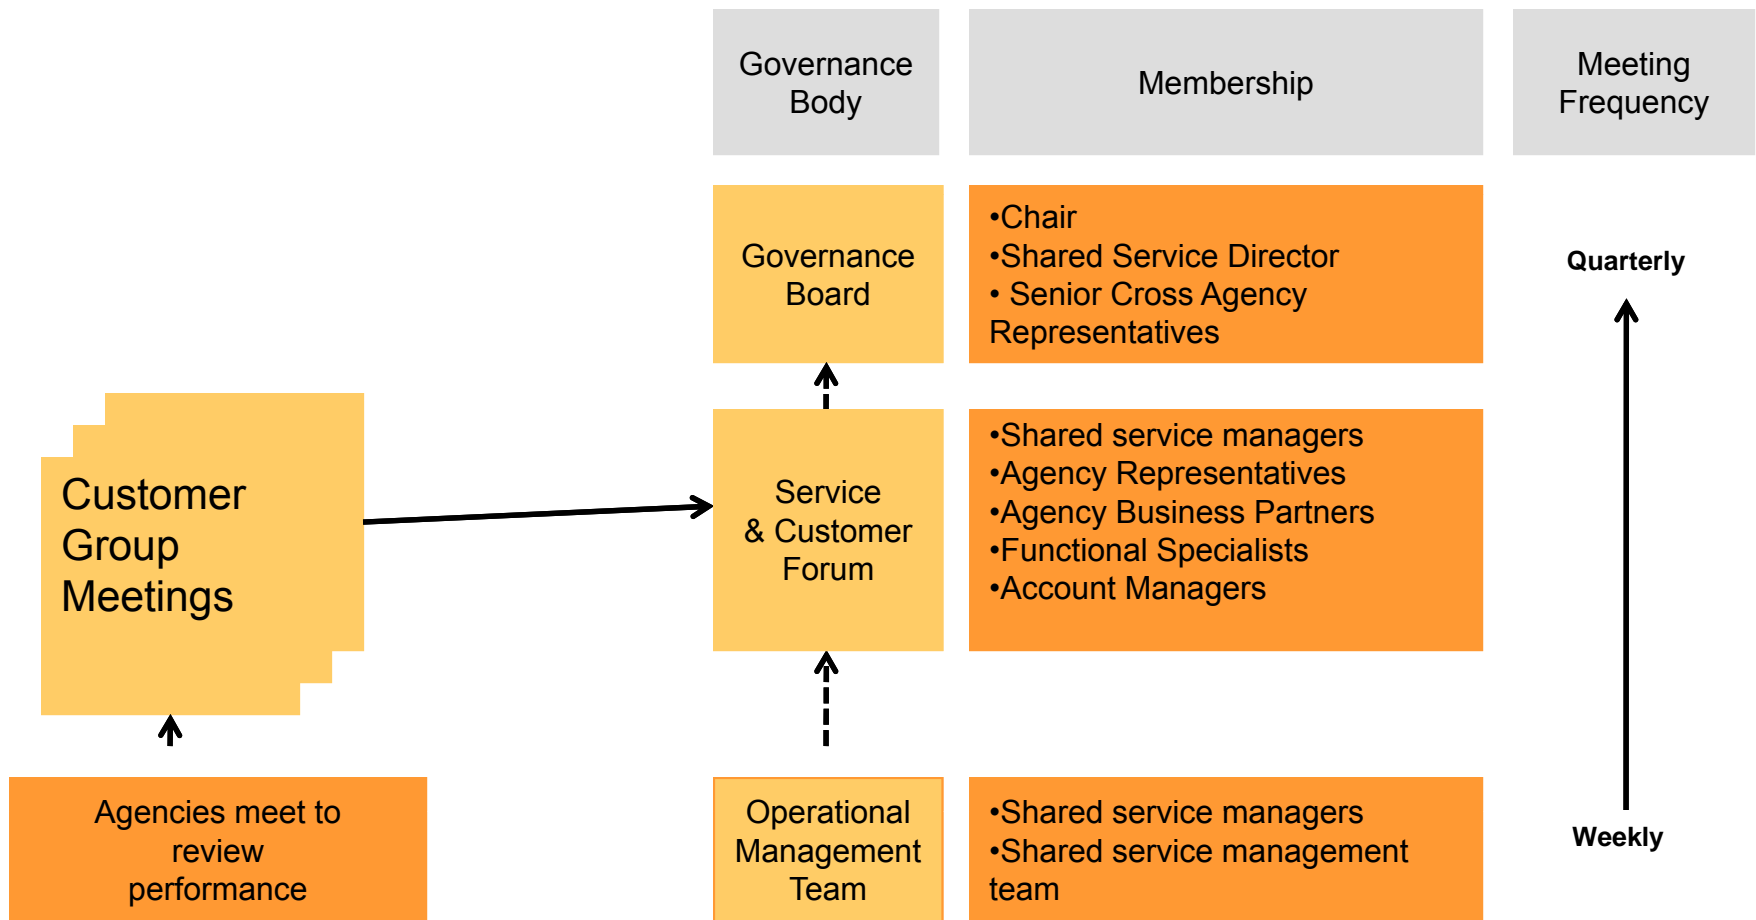 Governance
Body
Membership
Meeting
Frequency
Governance
Board
•Chair
•Shared Service Director
• Senior Cross Agency
Representatives
Quarterly
Customer
Group
Meetings
Service
& Customer
Forum
•Shared service managers
•Agency Representatives
•Agency Business Partners
•Functional Specialists
•Account Managers
Agencies meet to
review
performance
Operational
Management
Team
•Shared service managers
•Shared service management
team
Weekly